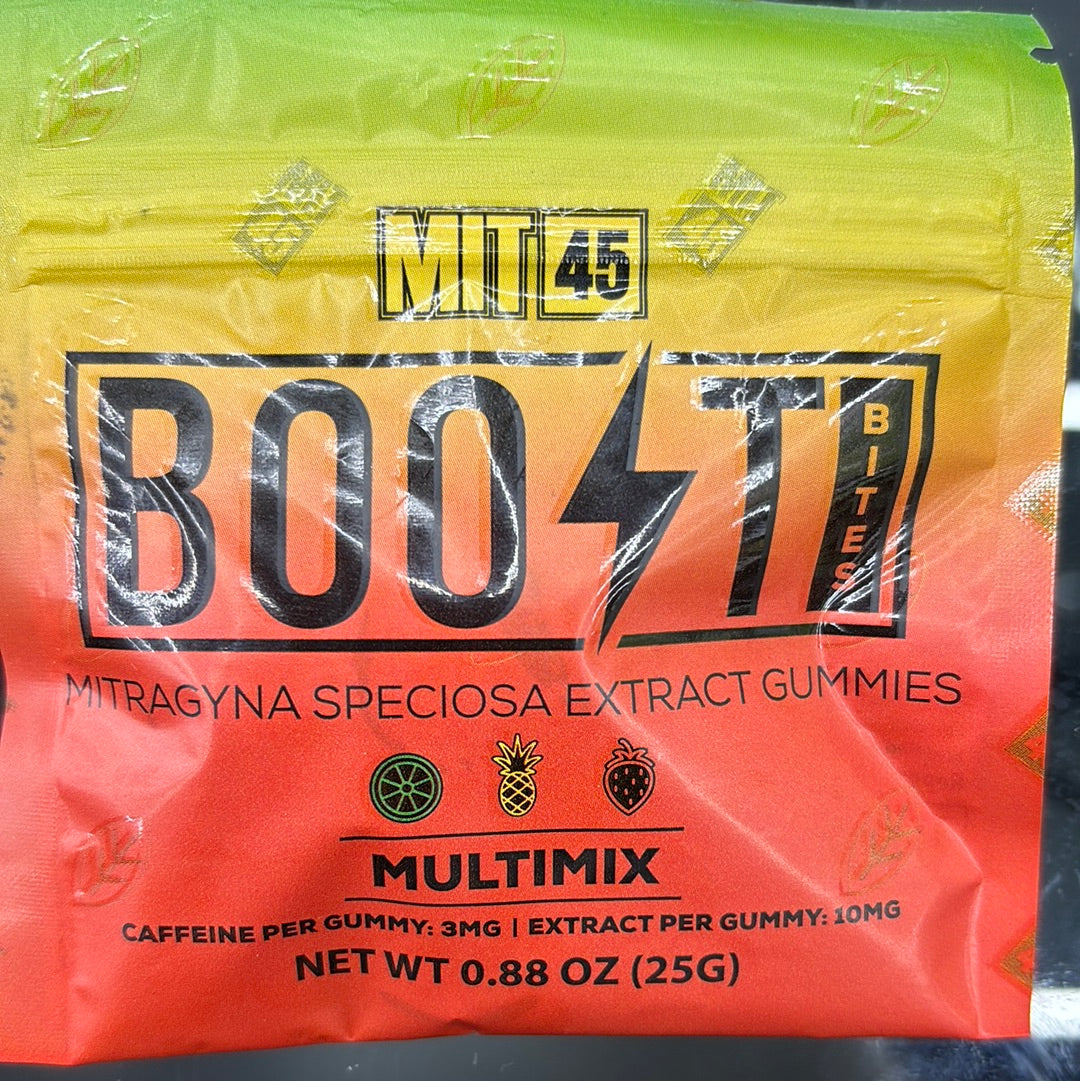 MIT 45
BOOST
BITES
MITRAGYNA SPECIOSA EXTRACT GUMMIES
MULTIMIX
CAFFEINE PER GUMMY: 3MG | EXTRACT PER GUMMY: 10MG
NET WT 0.88 OZ (25G)